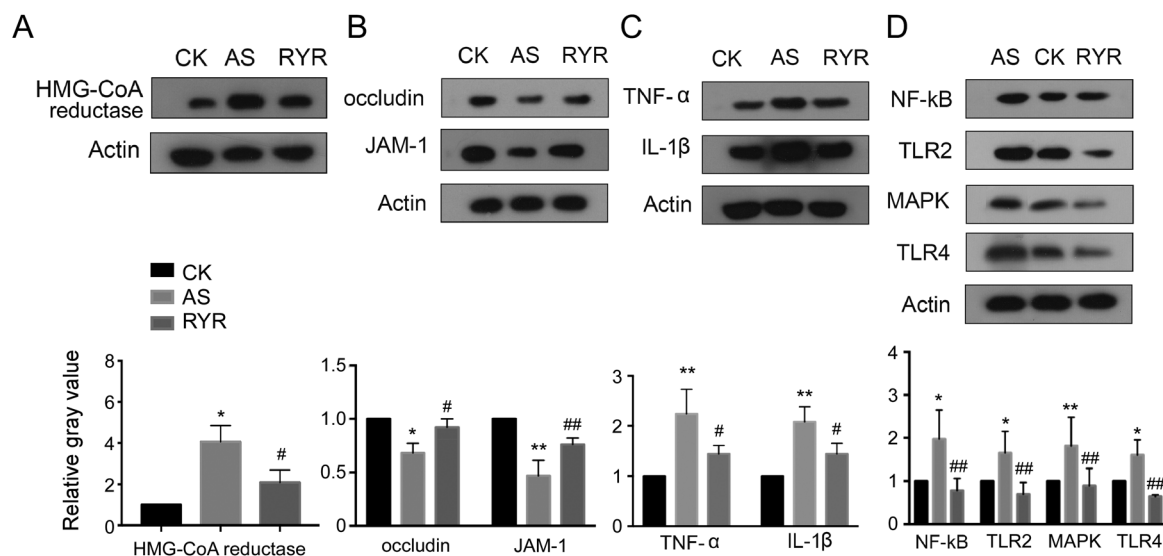 A
CK AS RYR
HMG-CoA
reductase
Actin
B
CK AS RYR
occludin
JAM-1
Actin
C
CK AS RYR
TNF-α
IL-1β
Actin
D
AS CK RYR
NF-kB
TLR2
MAPK
TLR4
Actin
CK
AS
RYR
Relative gray value
8
6
4
2
0
*
#
HMG-CoA reductase
1.5
1.0
0.5
0
*
#
**
##
occludin JAM-1
3
2
1
0
**
#
**
#
TNF-α IL-1β
4
2
1
0
*
##
*
##
**
##
*
##
NF-kB TLR2 MAPK TLR4